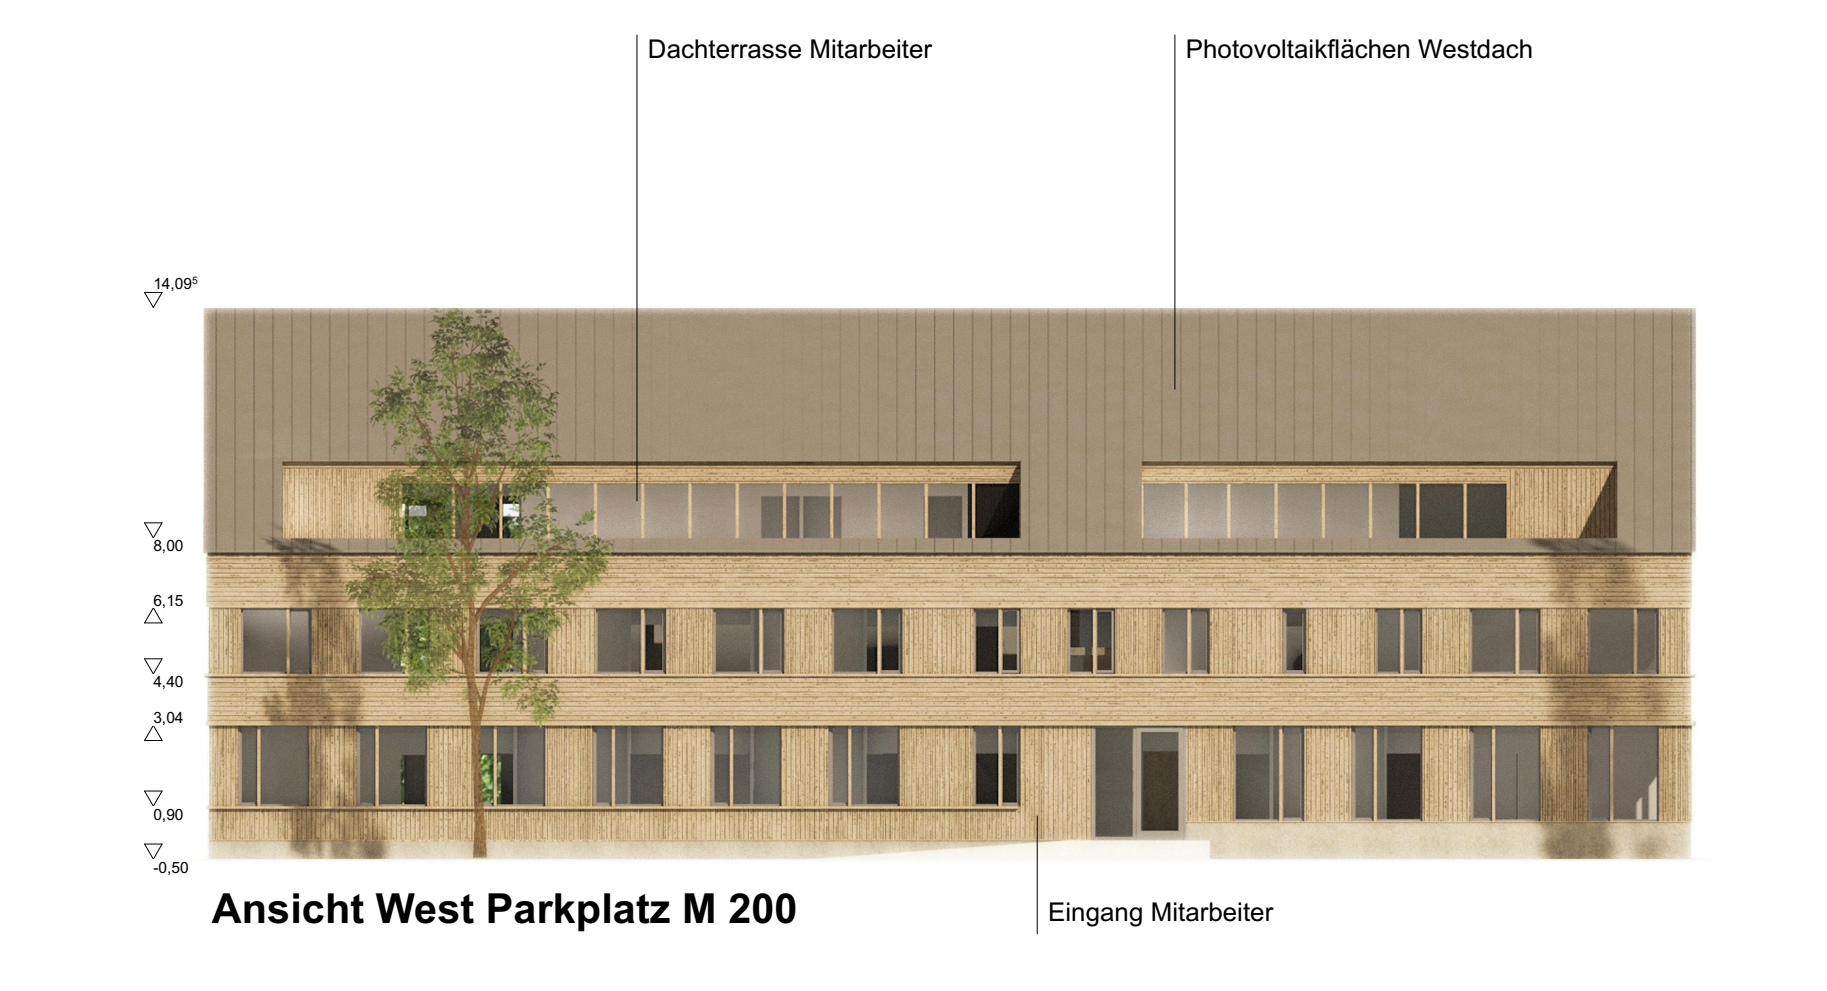 Dachterrasse Mitarbeiter
Photovoltaikflächen Westdach
14,09⁵
8,00
6,15
4,40
3,04
0,90
-0,50
Ansicht West Parkplatz M 200
Eingang Mitarbeiter